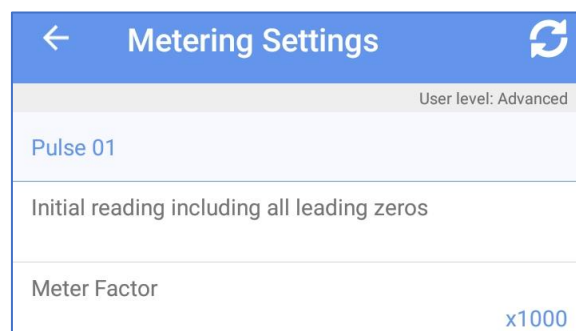 Metering Settings
User level: Advanced
Pulse 01
Initial reading including all leading zeros
Meter Factor
x1000